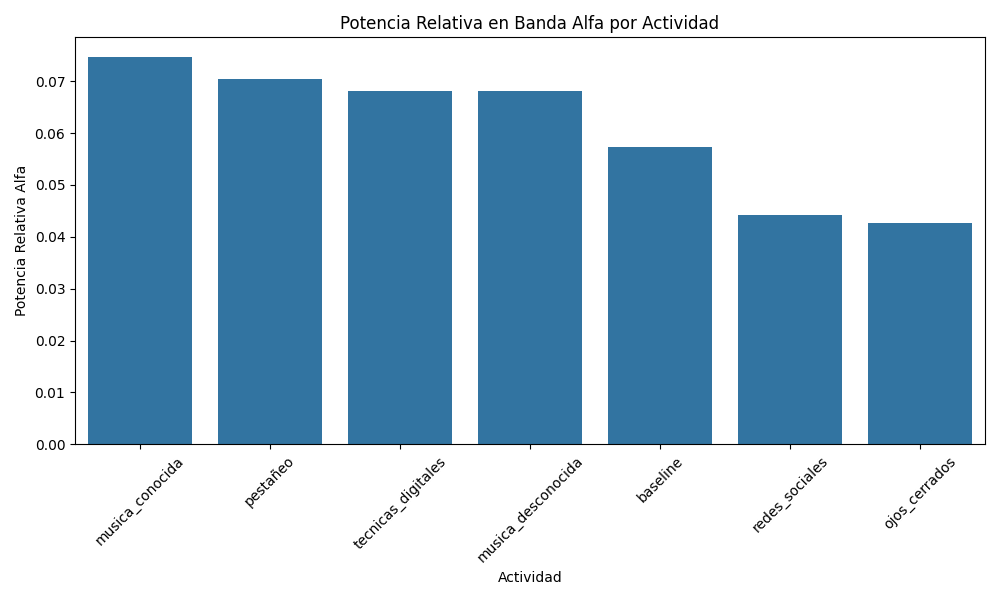 Potencia Relativa en Banda Alfa por Actividad
Potencia Relativa Alfa
0.07
0.06
0.05
0.04
0.03
0.02
0.01
0.00
musica_conocida
pestañeo
tecnicas_digitales
musica_desconocida
baseline
redes_sociales
ojos_cerrados
Actividad